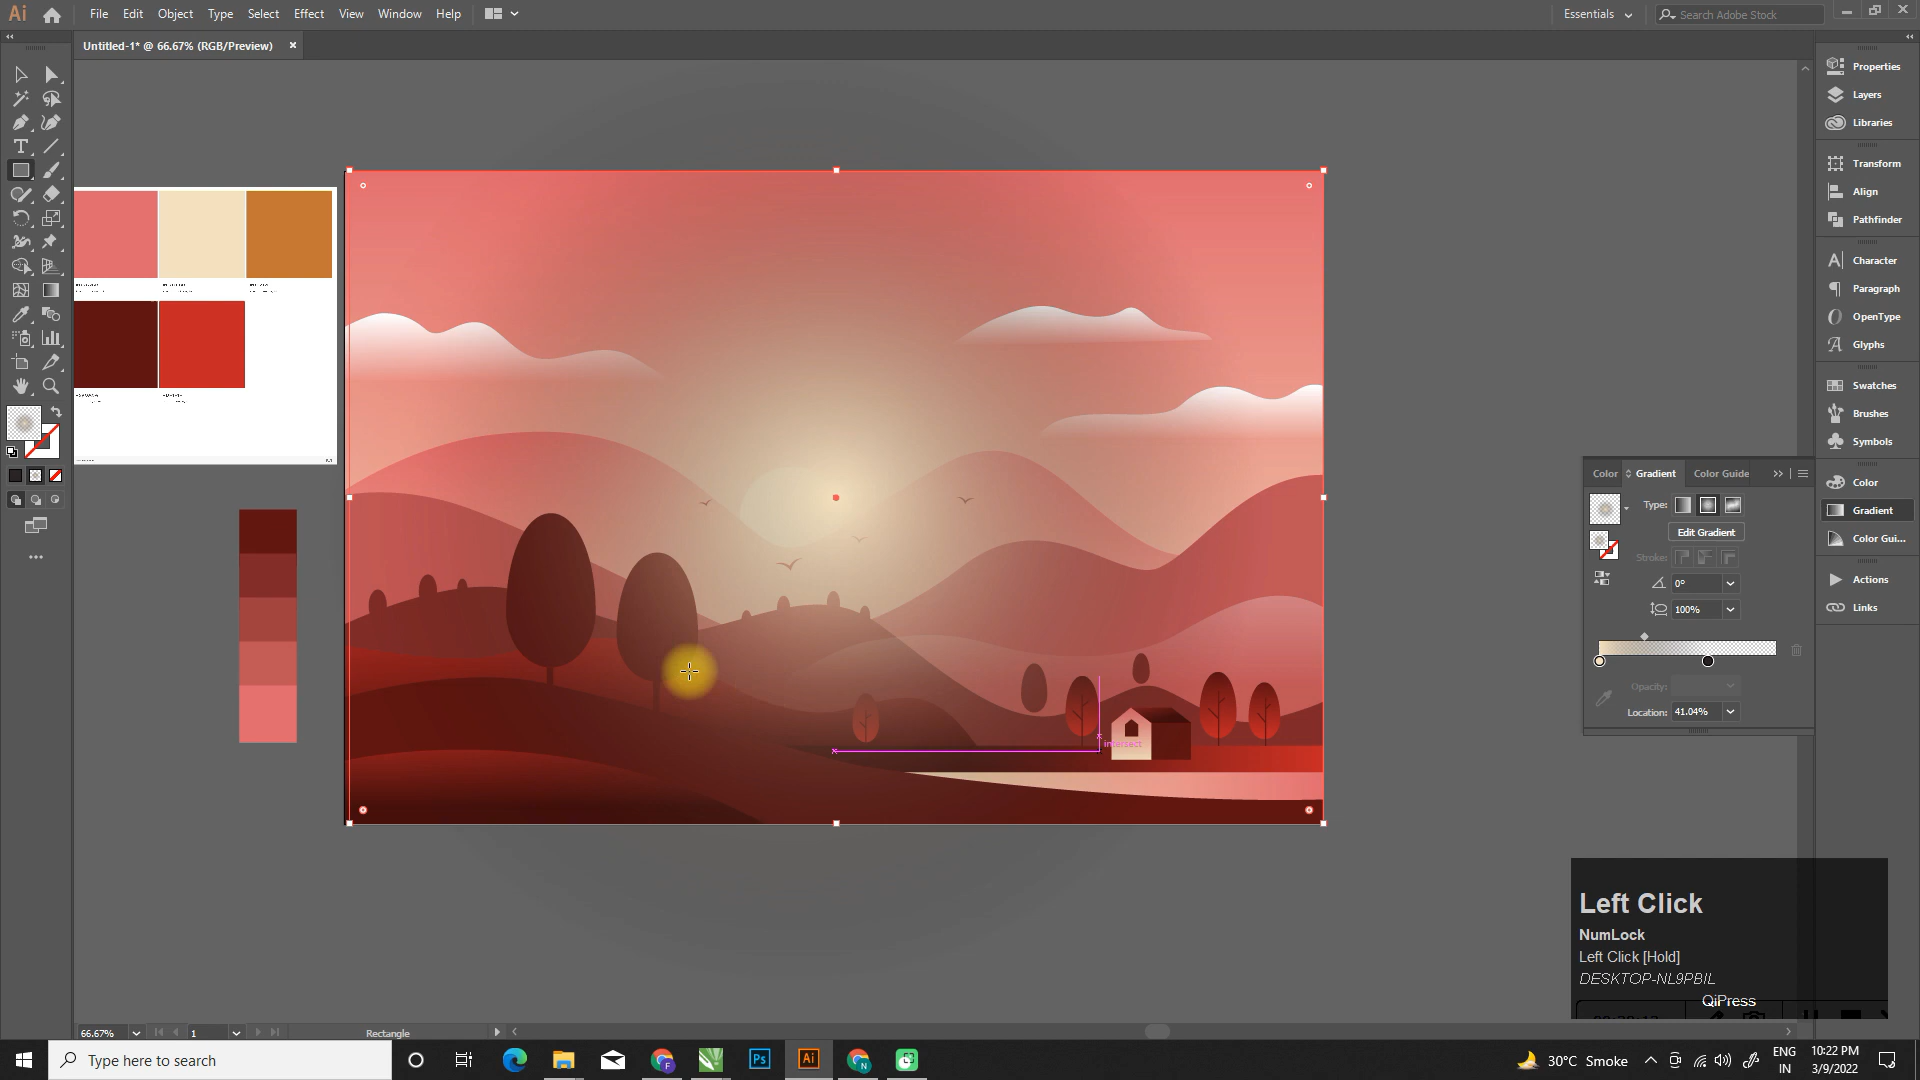 Ai
File Edit Object Type Select Effect View Window Help
Essentials
Search Adobe Stock
Untitled-1* @ 66.67% (RGB/Preview)
Properties
Layers
Libraries
Transform
Align
Pathfinder
Character
Paragraph
OpenType
Glyphs
Swatches
Brushes
Symbols
Color
Gradient
Color Gui...
Actions
Links
Color Gradient Color Guide
Type:
Edit Gradient
Stroke:
0°
100%
Opacity:
Location: 41.04%
intersect
Left Click
NumLock
Left Click [Hold]
DESKTOP-NL9PBIL
QiPress
66.67%
1
Rectangle
Type here to search
Ps
Ai
30°C Smoke
ENG
IN
10:22 PM
3/9/2022